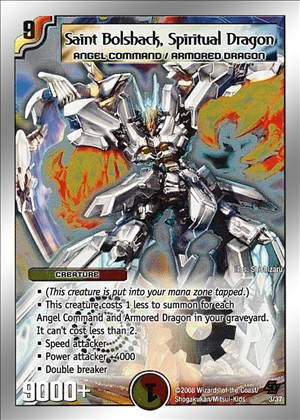 9
Saint Bolshack, Spiritual Dragon
ANGEL COMMAND / ARMORED DRAGON
CREATURE
▪ (This creature is put into your mana zone tapped.)
▪ This creature costs 1 less to summon for each
Angel Command and Armored Dragon in your graveyard.
It can't cost less than 2.
▪ Speed attacker
▪ Power attacker +4000
▪ Double breaker
9000+
1
©2008 Wizards of the Coast/
Shogakukan/Mitsui-Kids
3/37